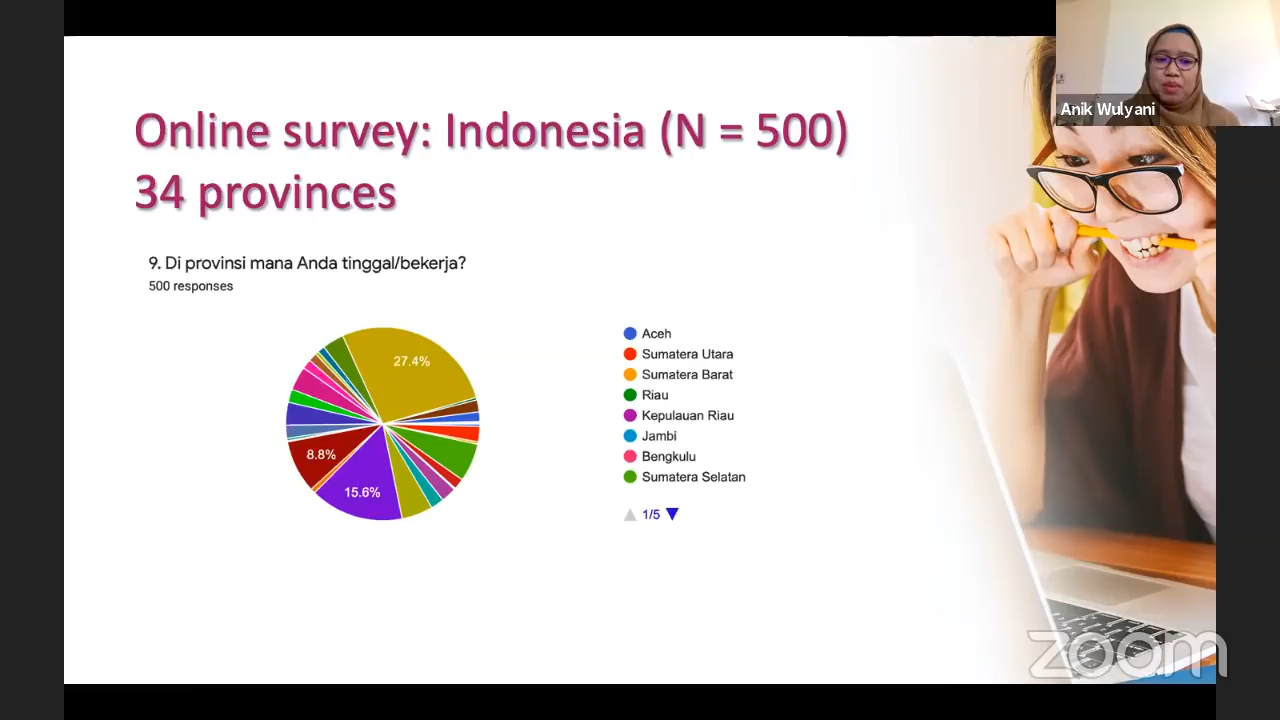 Anik Wulyani
Online survey: Indonesia (N = 500)
34 provinces
9. Di provinsi mana Anda tinggal/bekerja?
500 responses
27.4%
8.8%
15.6%
Aceh
Sumatera Utara
Sumatera Barat
Riau
Kepulauan Riau
Jambi
Bengkulu
Sumatera Selatan
1/5
zoom